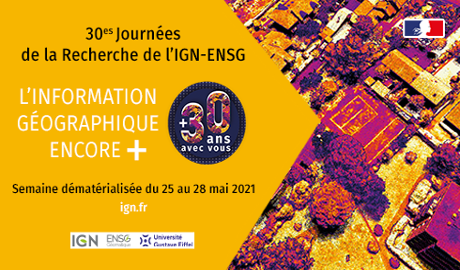 30es Journées
de la Recherche de l'IGN-ENSG
L'INFORMATION
GÉOGRAPHIQUE
ENCORE +
+30
ans
avec vous
Semaine dématérialisée du 25 au 28 mai 2021
ign.fr
IGN
ENSG
Géomatique
Université
Gustave Eiffel